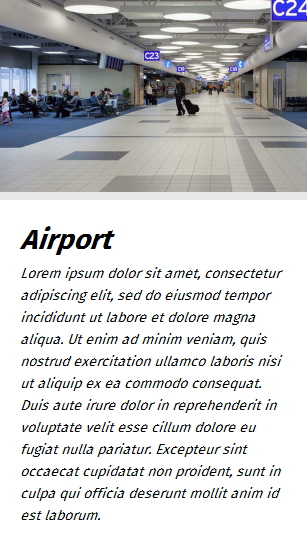 C24
C23
Airport
Lorem ipsum dolor sit amet, consectetur
adipiscing elit, sed do eiusmod tempor
incididunt ut labore et dolore magna
aliqua. Ut enim ad minim veniam, quis
nostrud exercitation ullamco laboris nisi
ut aliquip ex ea commodo consequat.
Duis aute irure dolor in reprehenderit in
voluptate velit esse cillum dolore eu
fugiat nulla pariatur. Excepteur sint
occaecat cupidatat non proident, sunt in
culpa qui officia deserunt mollit anim id
est laborum.